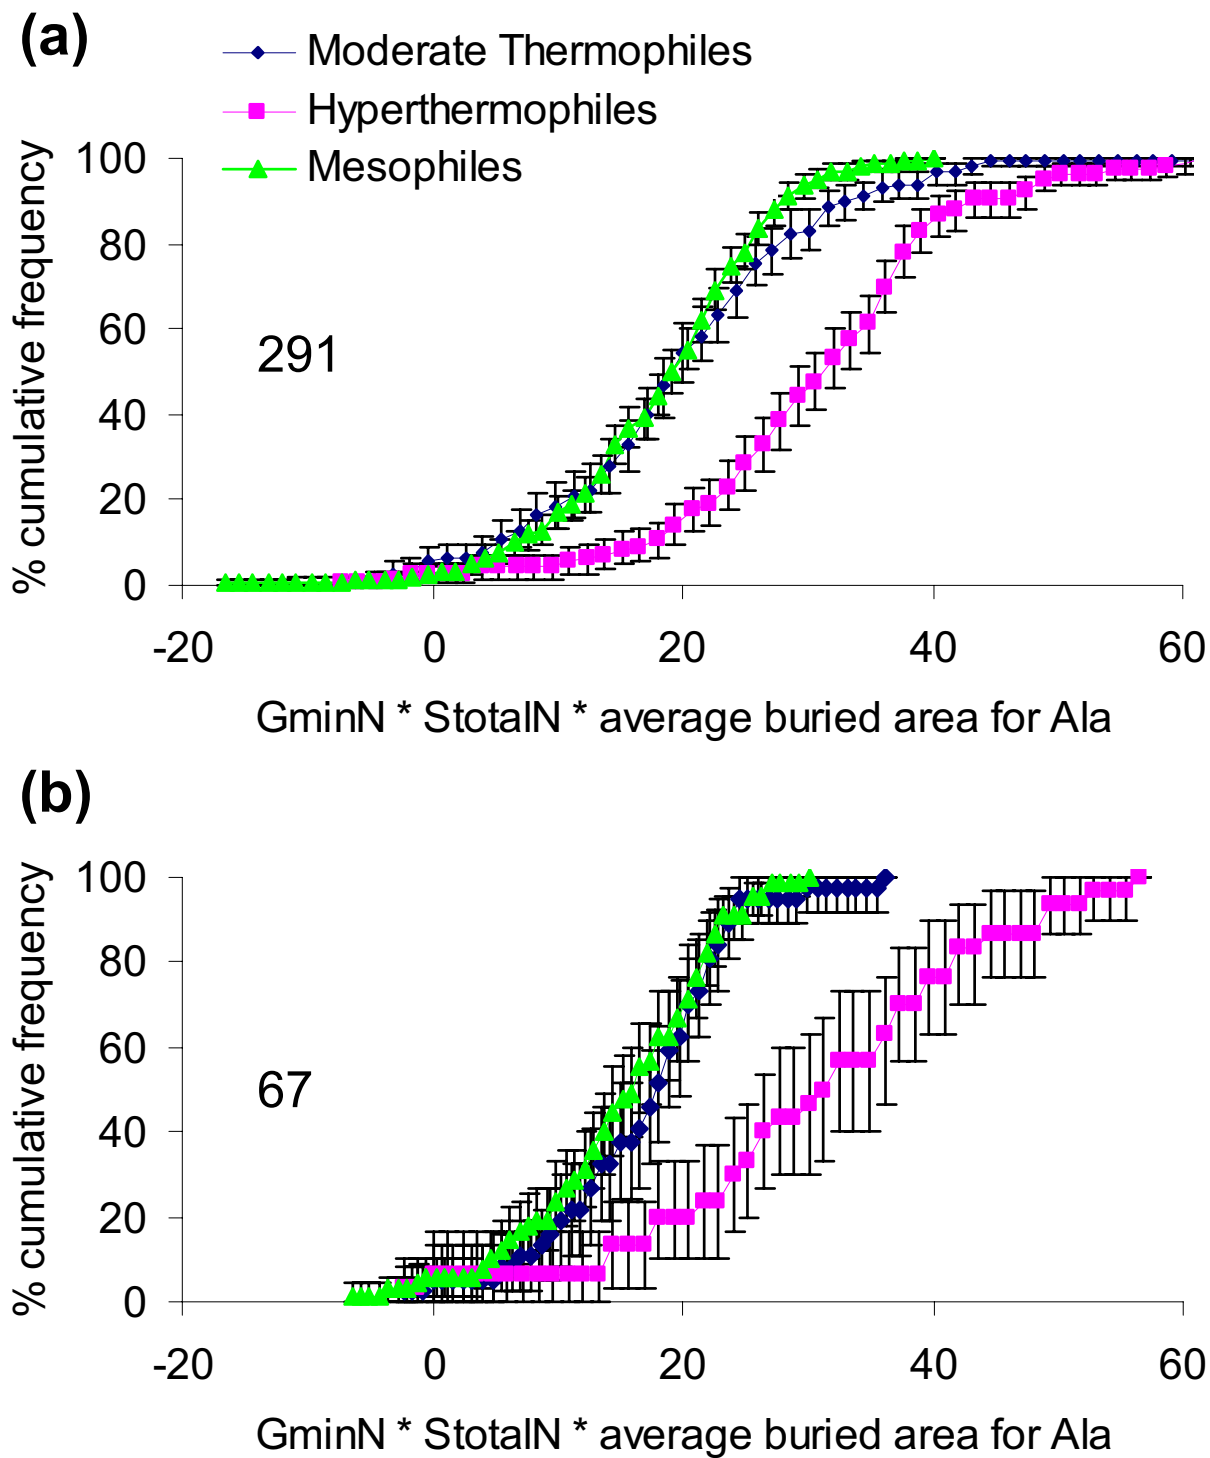 (a)
Moderate Thermophiles
Hyperthermophiles
Mesophiles
% cumulative frequency
100
80
60
40
20
0
291
-20 0 20 40 60
GminN * StotalN * average buried area for Ala
(b)
% cumulative frequency
100
80
60
40
20
0
67
-20 0 20 40 60
GminN * StotalN * average buried area for Ala